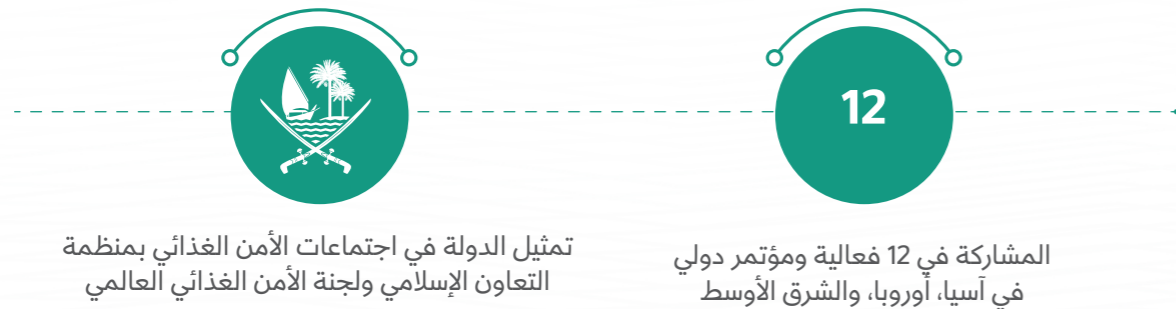 12
المشاركة في 12 فعالية ومؤتمر دولي
في آسيا، أوروبا، والشرق الأوسط
تمثيل الدولة في اجتماعات الأمن الغذائي بمنظمة
التعاون الإسلامي ولجنة الأمن الغذائي العالمي